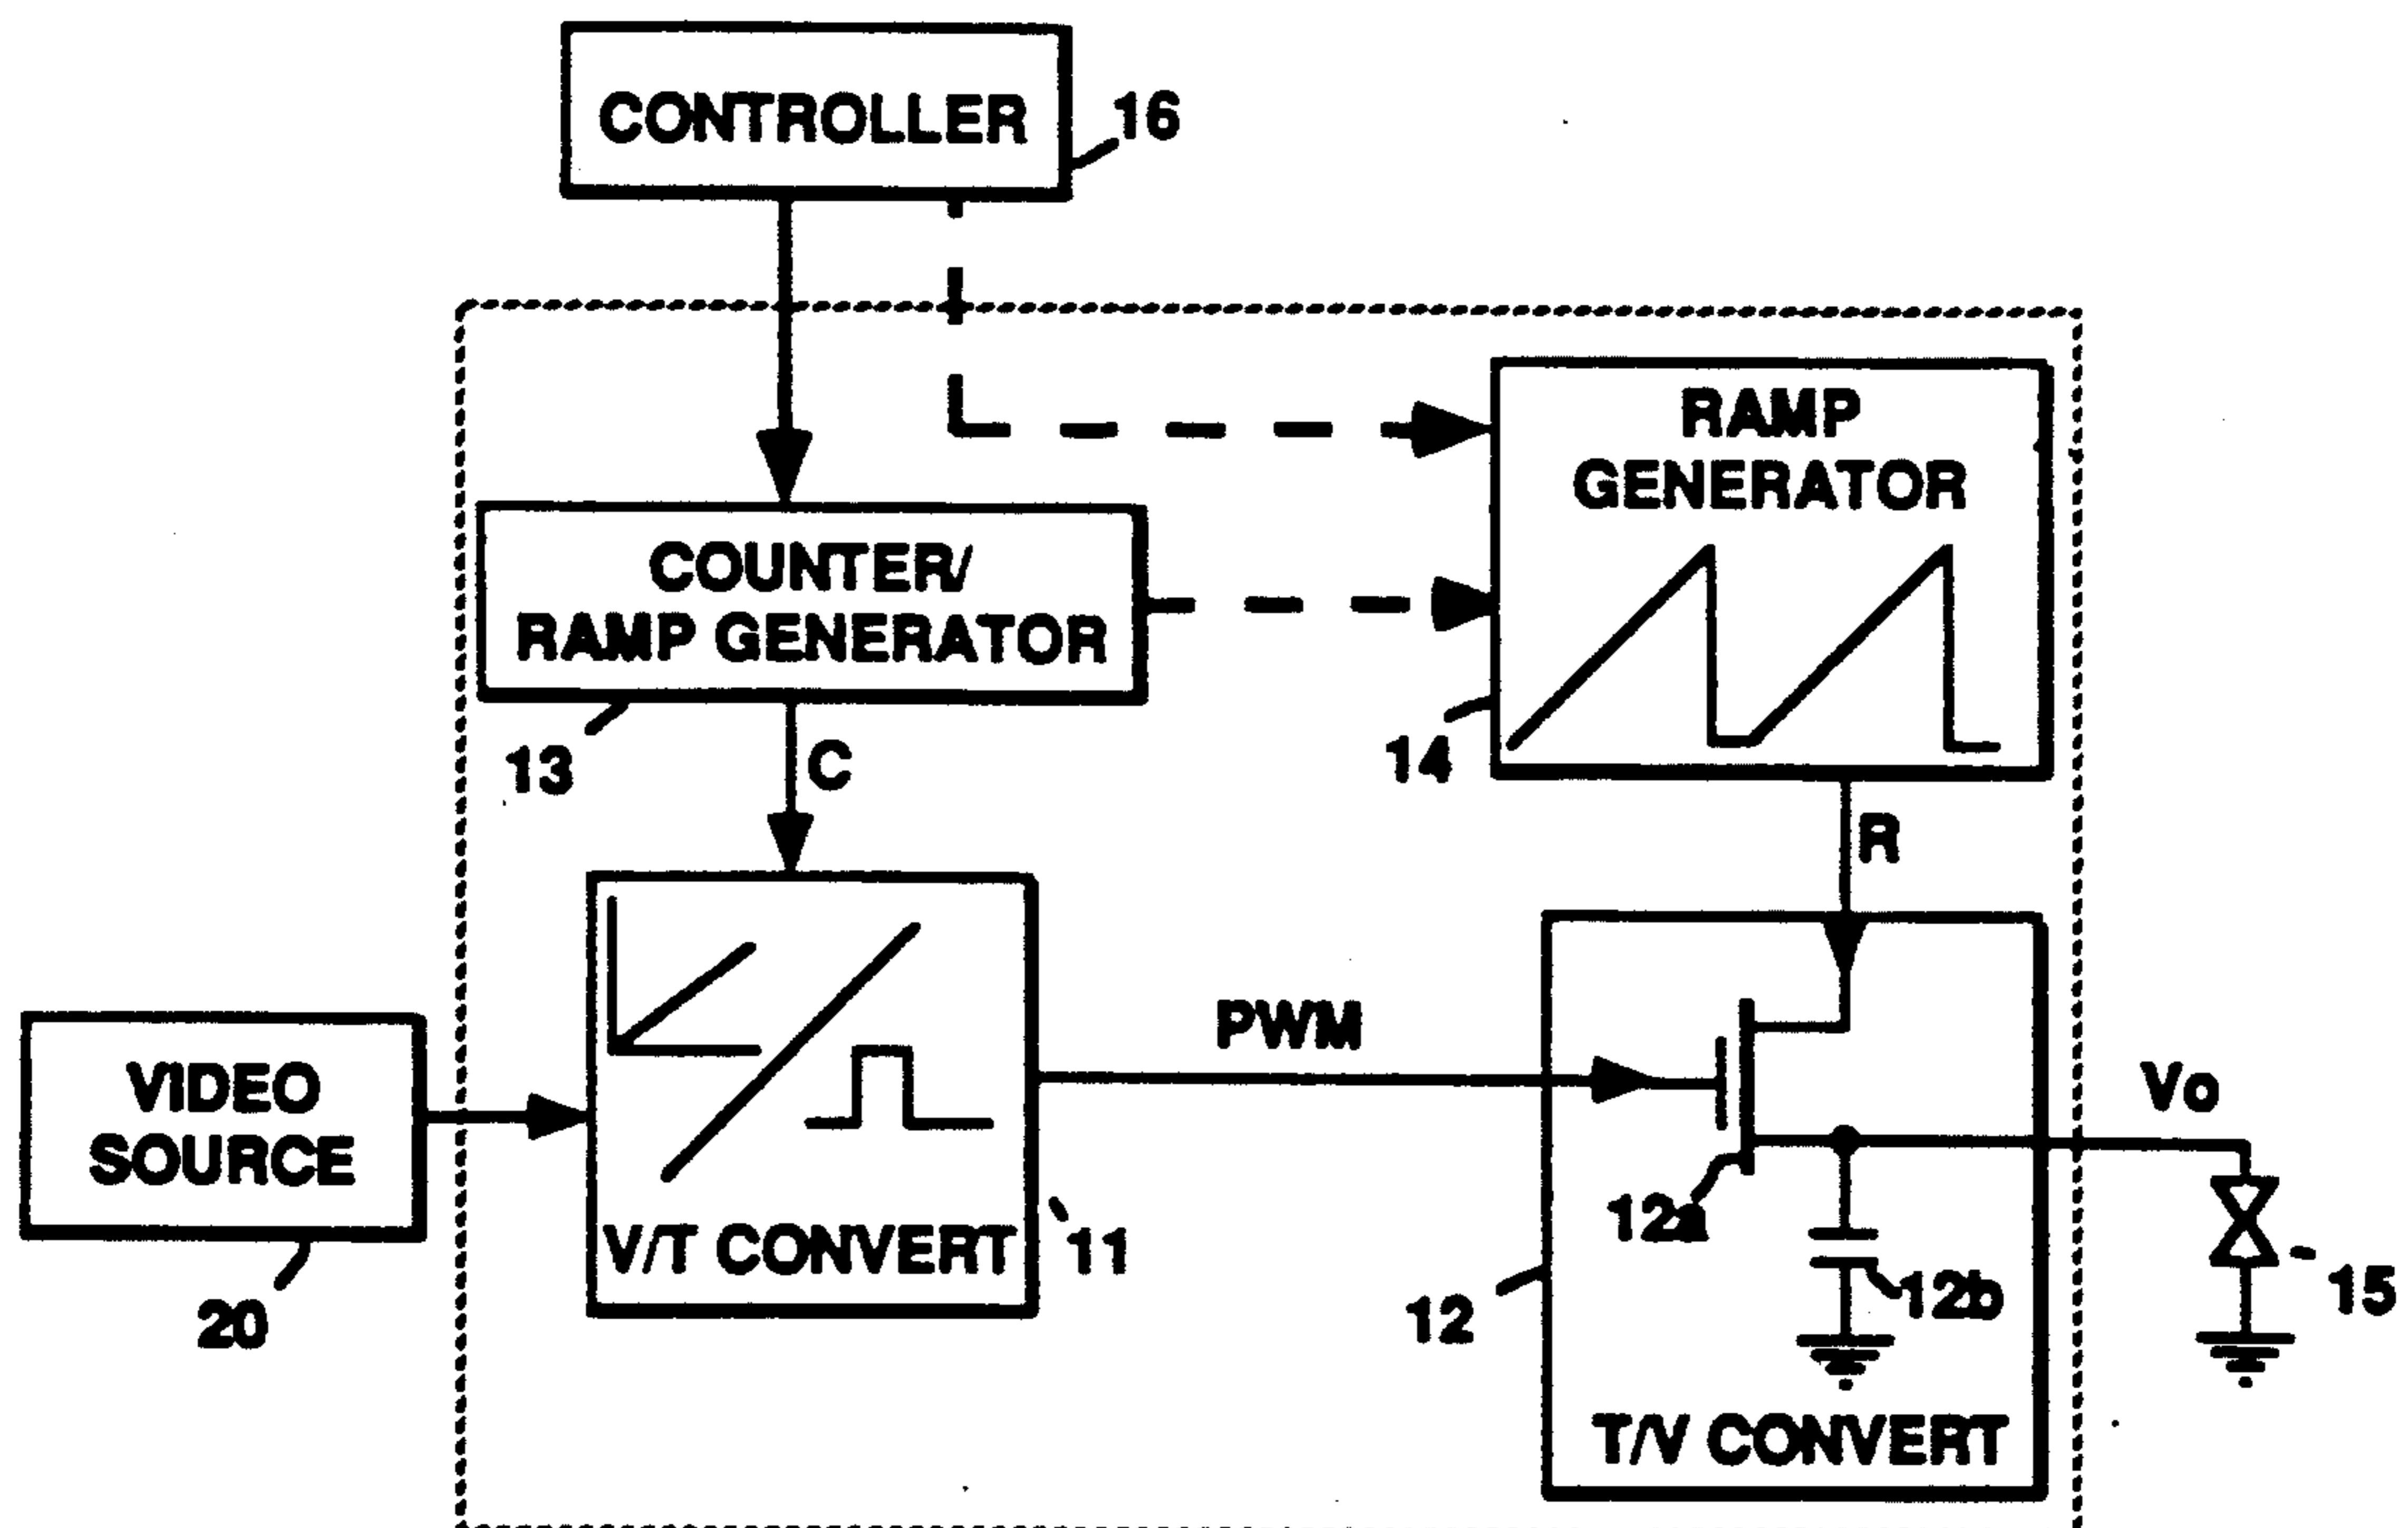 CONTROLLER
16
RAMP
GENERATOR
COUNTER/
RAMP GENERATOR
13
C
14
R
PWM
VIDEO
SOURCE
20
V/T CONVERT
11
Vo
12a
12b
12
15
T/V CONVERT